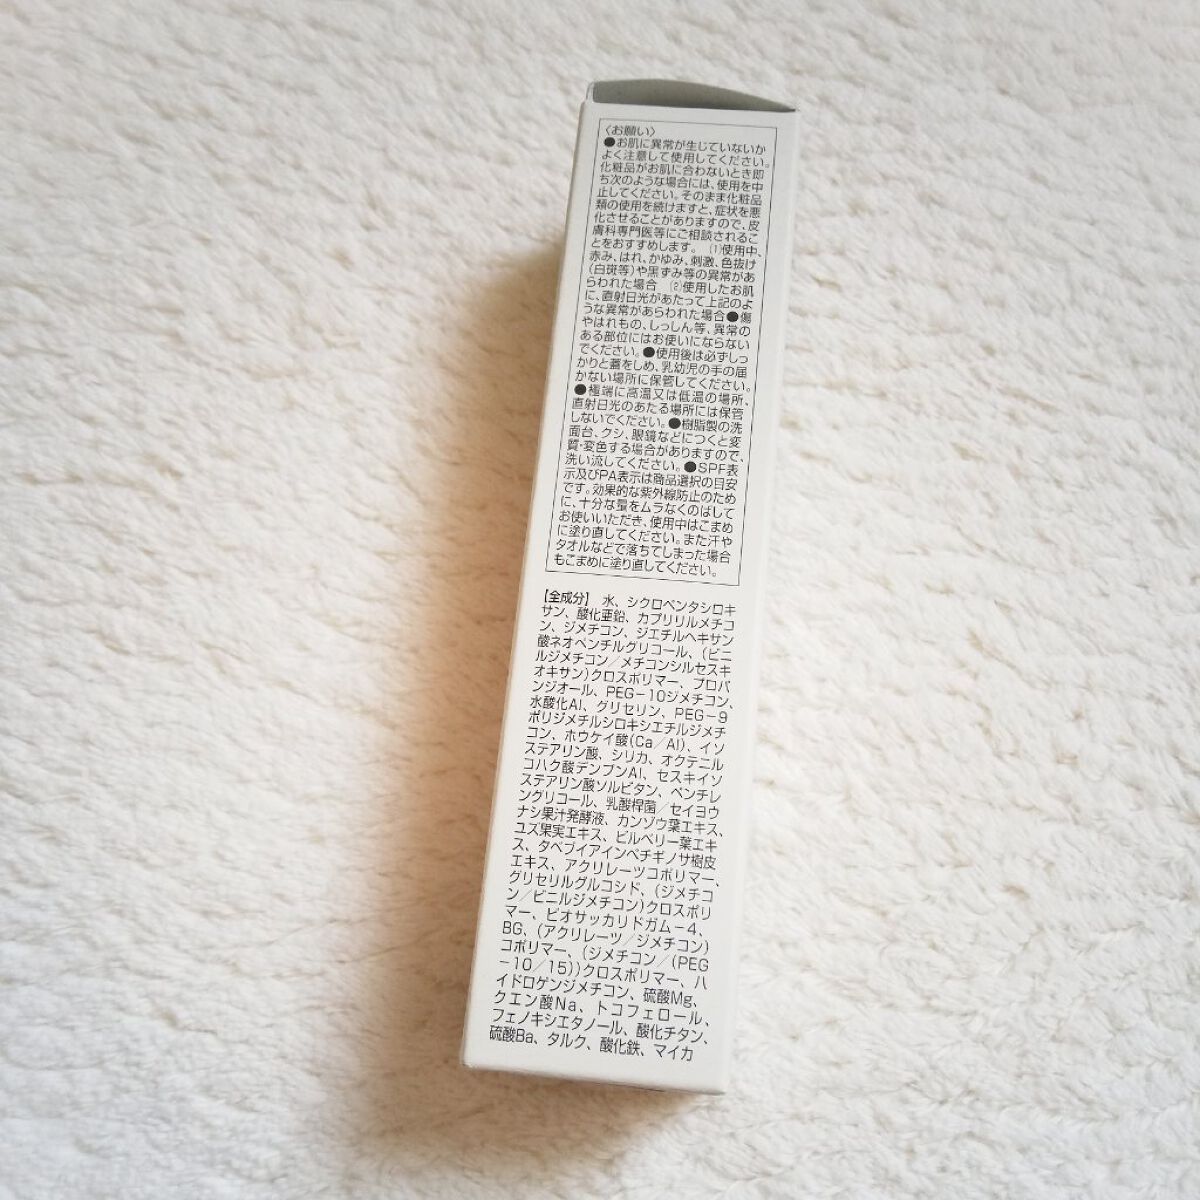 〈お願い〉
●お肌に異常が生じていないか
よく注意して使用してください。
化粧品がお肌に合わないとき即
ち次のような場合には、使用を中
止してください。そのまま化粧品
類の使用を続けますと、症状を悪
化させることがありますので、皮
膚科専門医等にご相談されるこ
とをおすすめします。 (1)使用中、
赤み、はれ、かゆみ、刺激、色抜け
(白斑等)や黒ずみ等の異常があ
らわれた場合 (2)使用したお肌
に、直射日光があたって上記のよ
うな異常があらわれた場合●傷
やはれもの、しっしん等、異常の
ある部位にはお使いにならない
でください。●使用後は必ずしっ
かりと蓋をしめ、乳幼児の手の届
かない場所に保管してください。
●極端に高温又は低温の場所、
直射日光のあたる場所には保管
しないでください。●樹脂製の洗
面台、クシ、眼鏡などにつくと変
質・変色する場合がありますので、
洗い流してください。●SPF表
示及びPA表示は商品選択の目安
です。効果的な紫外線防止のため
に、十分な量をムラなくのばして
お使いいただき、使用中はこまめ
に塗り直してください。また汗や
タオルなどで落ちてしまった場合
もこまめに塗り直してください。
【全成分】 水、シクロペンタシロキ
サン、酸化亜鉛、カプリリルメチコ
ン、ジメチコン、ジエチルヘキサン
酸ネオペンチルグリコール、(ビニ
ルジメチコン/メチコンシルセスキ
オキサン)クロスポリマー、プロパ
ンジオール、PEG-10ジメチコン、
水酸化Al、グリセリン、PEG-9
ポリジメチルシロキシエチルジメチ
コン、ホウケイ酸(Ca/Al)、イソ
ステアリン酸、シリカ、オクテニル
コハク酸デンプンAl、セスキイソ
ステアリン酸ソルビタン、ペンチレ
ングリコール、乳酸桿菌/セイヨウ
ナシ果汁発酵液、カンゾウ葉エキス、
ユズ果実エキス、ビルベリー葉エキ
ス、タベブイアインペチギノサ樹皮
エキス、アクリレーツコポリマー、
グリセリルグルコシド、(ジメチコ
ン/ビニルジメチコン)クロスポリ
マー、ビオサッカリドガム-4、
BG、(アクリレーツ/ジメチコン)
コポリマー、(ジメチコン/(PEG
-10/15))クロスポリマー、ハ
イドロゲンジメチコン、硫酸Mg、
クエン酸Na、トコフェロール、
フェノキシエタノール、酸化チタン、
硫酸Ba、タルク、酸化鉄、マイカ